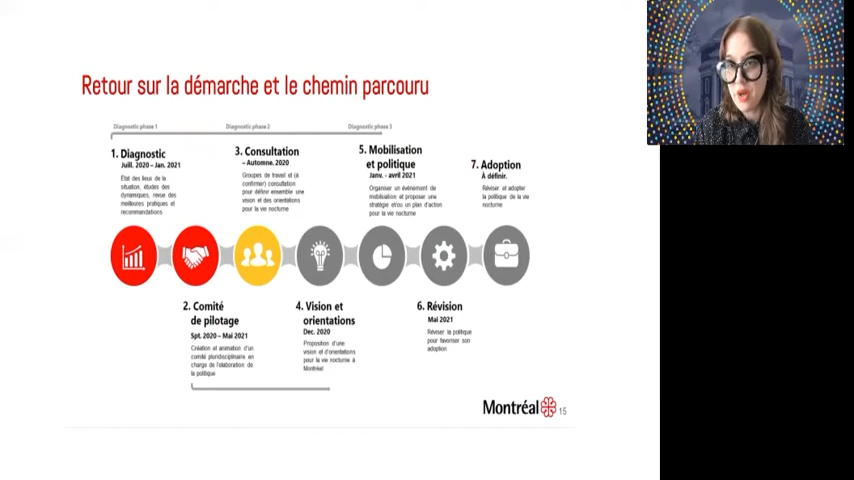 Retour sur la démarche et le chemin parcouru
Diagnostic phase 1
Diagnostic phase 2
Diagnostic phase 3
1. Diagnostic
Juill. 2020 – Jan. 2021
État des lieux de la
situation, études des
dynamiques, revue des
meilleures pratiques et
recommandations
3. Consultation
– Automne. 2020
Groupes de travail et (à
confirmer) consultation
pour définir ensemble une
vision et des orientations
pour la vie nocturne
5. Mobilisation
et politique
Janv. - avril 2021
Organiser un événement de
mobilisation et proposer une
stratégie et/ou un plan d'action
pour la vie nocturne
7. Adoption
À définir.
Réviser et adopter
la politique de la vie
nocturne
2. Comité
de pilotage
Spt. 2020 – Mai 2021
Création et animation d'un
comité pluridisciplinaire en
charge de l'élaboration de
la politique
4. Vision et
orientations
Dec. 2020
Proposition d'une
vision et d'orientations
pour la vie nocturne à
Montréal
6. Révision
Mai 2021
Réviser la politique
pour favoriser son
adoption
Montréal
15